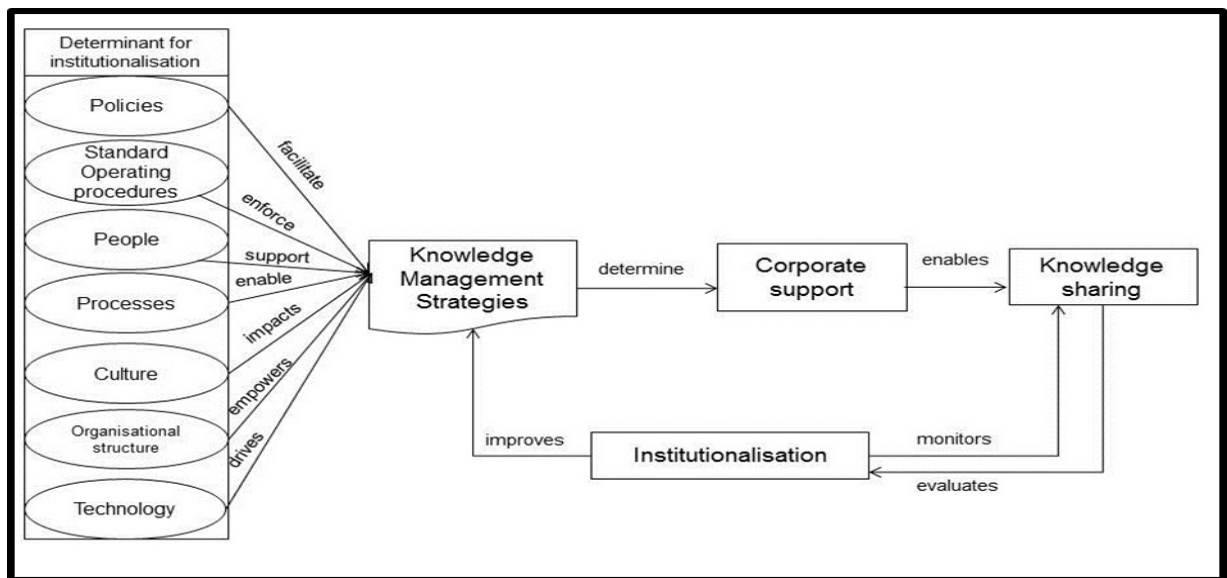 Determinant for
institutionalisation
Policies
Standard
Operating
procedures
People
Processes
Culture
Organisational
structure
Technology
facilitate
enforce
support
enable
impacts
empowers
drives
Knowledge
Management
Strategies
determine
Corporate
support
enables
Knowledge
sharing
improves
Institutionalisation
monitors
evaluates